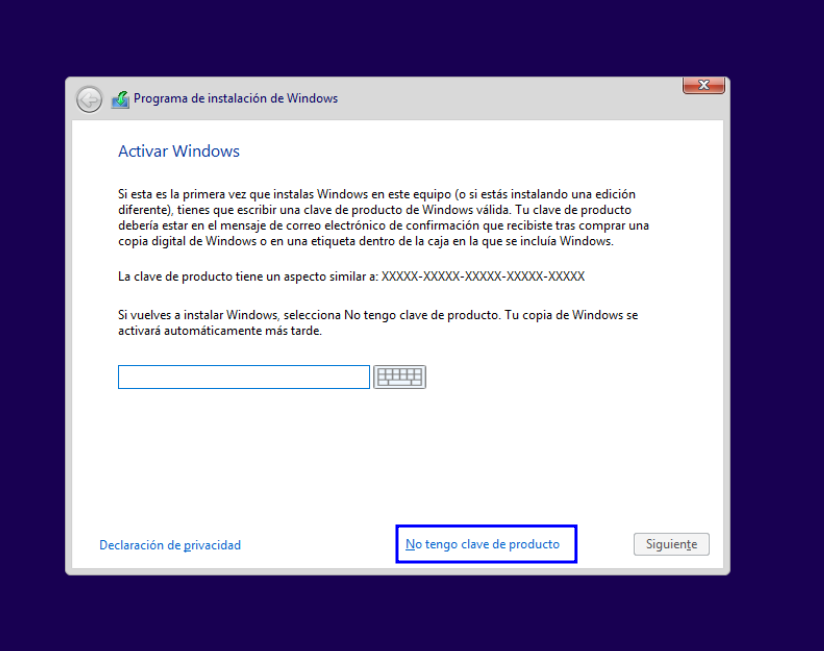 Programa de instalación de Windows
Activar Windows
Si esta es la primera vez que instalas Windows en este equipo (o si estás instalando una edición
diferente), tienes que escribir una clave de producto de Windows válida. Tu clave de producto
debería estar en el mensaje de correo electrónico de confirmación que recibiste tras comprar una
copia digital de Windows o en una etiqueta dentro de la caja en la que se incluía Windows.
La clave de producto tiene un aspecto similar a: XXXXX-XXXXX-XXXXX-XXXXX-XXXXX
Si vuelves a instalar Windows, selecciona No tengo clave de producto. Tu copia de Windows se
activará automáticamente más tarde.
Declaración de privacidad
No tengo clave de producto
Siguiente